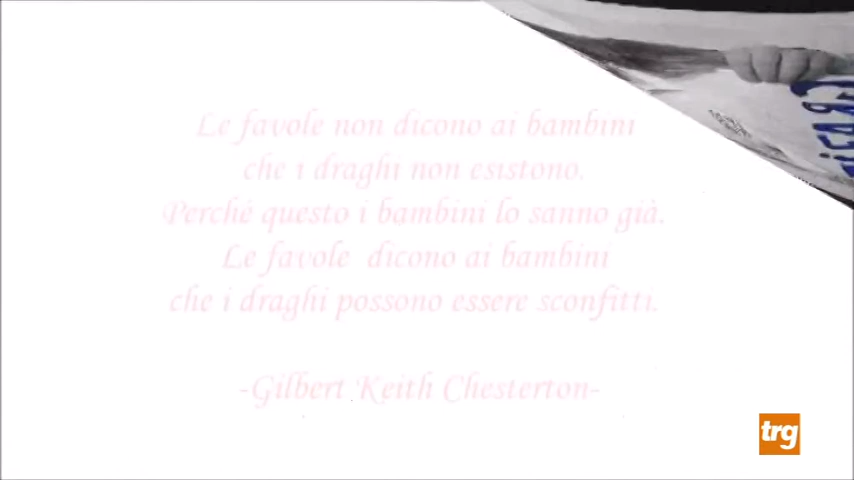 Le favole non dicono ai bambini
che i draghi non esistono.
Perché questo i bambini lo sanno già.
Le favole dicono ai bambini
che i draghi possono essere sconfitti.
-Gilbert Keith Chesterton-
trg